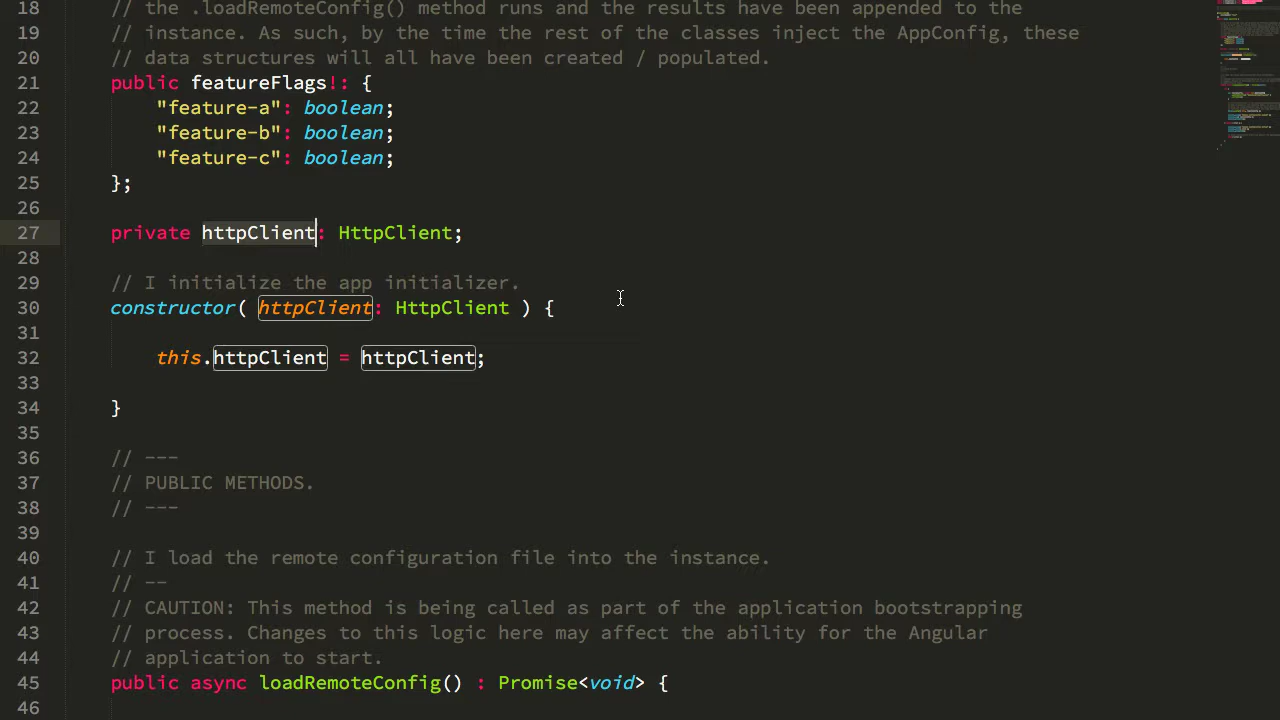 18 // the .loadRemoteConfig() method runs and the results have been appended to the
19 // instance. As such, by the time the rest of the classes inject the AppConfig, these
20 // data structures will all have been created / populated.
21 public featureFlags!: {
22 "feature-a": boolean;
23 "feature-b": boolean;
24 "feature-c": boolean;
25 };
26
27 private httpClient: HttpClient;
28
29 // I initialize the app initializer.
30 constructor( httpClient: HttpClient ) {
31
32 this.httpClient = httpClient;
33
34 }
35
36 // ---
37 // PUBLIC METHODS.
38 // ---
39
40 // I load the remote configuration file into the instance.
41 // --
42 // CAUTION: This method is being called as part of the application bootstrapping
43 // process. Changes to this logic here may affect the ability for the Angular
44 // application to start.
45 public async loadRemoteConfig() : Promise<void> {
46